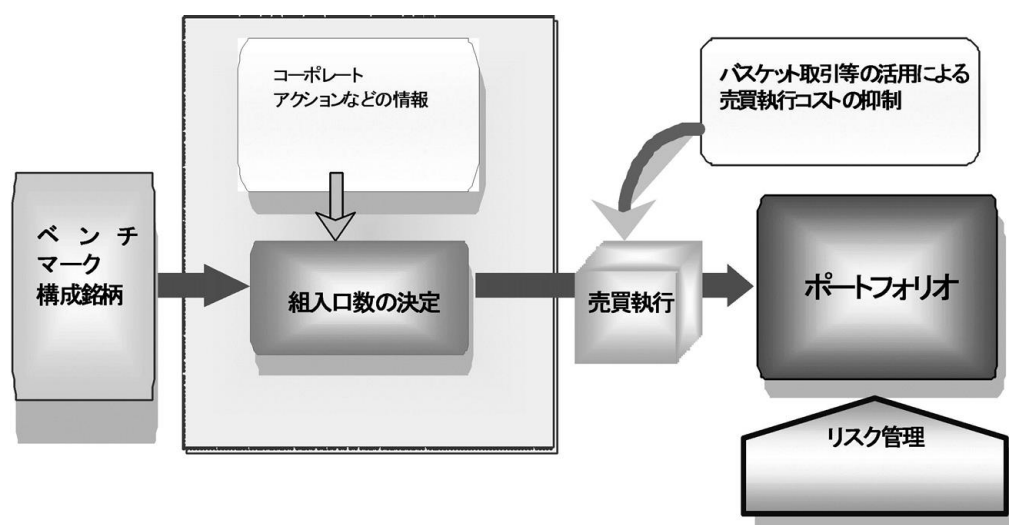 コーポレート
アクションなどの情報
バスケット取引等の活用による
売買執行コストの抑制
ベンチ
マーク
構成銘柄
組入口数の決定
売買執行
ポートフォリオ
リスク管理